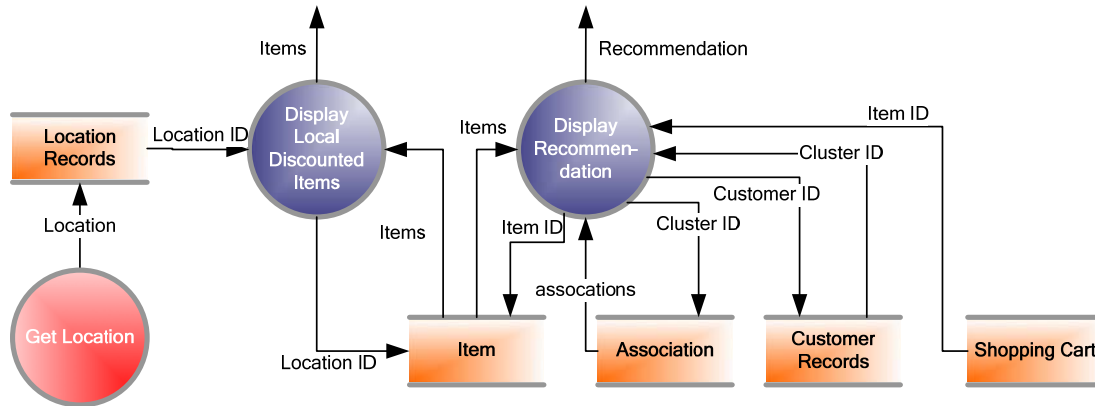 Items
Recommendation
Display
Local
Discounted
Items
Display
Recommen-
dation
Location
Records
Location ID
Items
Item ID
Cluster ID
Customer ID
Location
Items
Item ID
Cluster ID
assocations
Get Location
Location ID
Item
Association
Customer
Records
Shopping Cart